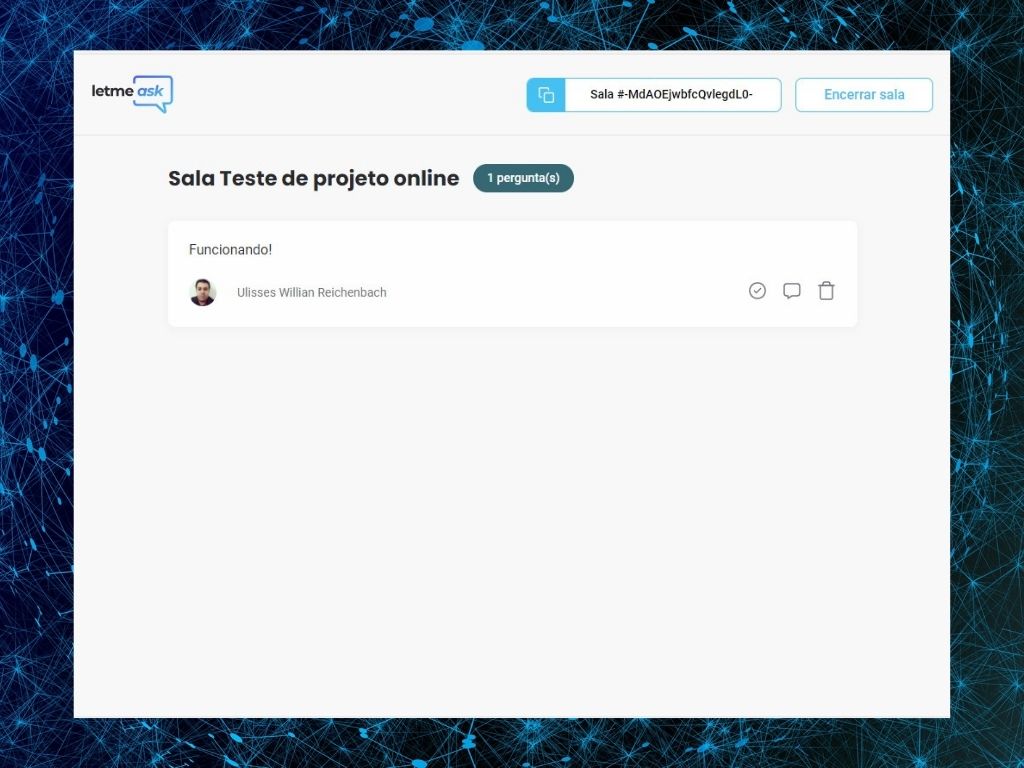 letmeask
Sala #-MdAOEjwbfcQvlegdL0-
Encerrar sala
Sala Teste de projeto online
1 pergunta(s)
Funcionando!
Ulisses Willian Reichenbach